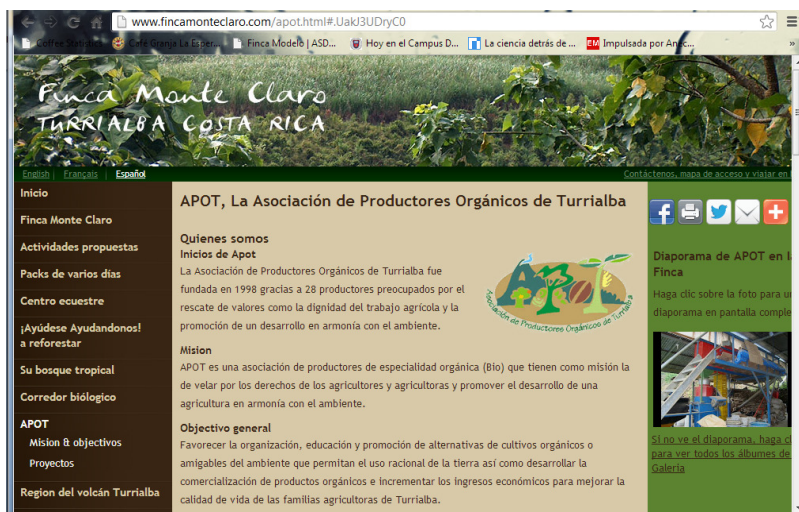 www.fincamonteclaro.com/apot.html#.UakJ3UDryC0
Coffee Statistics Café Granja La Esper... Finca Modelo | ASD... Hoy en el Campus D... La ciencia detrás de ... EM Impulsada por Anec... »
Finca Monte Claro
TURRIALBA COSTA RICA
English | Français | Español
Contáctenos, mapa de acceso y viajar en
Inicio
Finca Monte Claro
Actividades propuestas
Packs de varios días
Centro ecuestre
¡Ayúdese Ayudandonos!
a reforestar
Su bosque tropical
Corredor biólogico
APOT
Mision & objectivos
Proyectos
Region del volcán Turrialba
APOT, La Asociación de Productores Orgánicos de Turrialba
Quienes somos
Inicios de Apot
La Asociación de Productores Orgánicos de Turrialba fue
fundada en 1998 gracias a 28 productores preocupados por el
rescate de valores como la dignidad del trabajo agrícola y la
promoción de un desarrollo en armonía con el ambiente.
APOT
Asociación de Productores Orgánicos de Turrialba
Mision
APOT es una asociación de productores de especialidad orgánica (Bio) que tienen como misión la
de velar por los derechos de los agricultores y agricultoras y promover el desarrollo de una
agricultura en armonía con el ambiente.
Objectivo general
Favorecer la organización, educación y promoción de alternativas de cultivos orgánicos o
amigables del ambiente que permitan el uso racional de la tierra así como desarrollar la
comercialización de productos orgánicos e incrementar los ingresos económicos para mejorar la
calidad de vida de las familias agricultoras de Turrialba.
Diaporama de APOT en l
Finca
Haga clic sobre la foto para u
diaporama en pantalla comple
Si no ve el diaporama, haga cl
para ver todos los álbumes de
Galeria